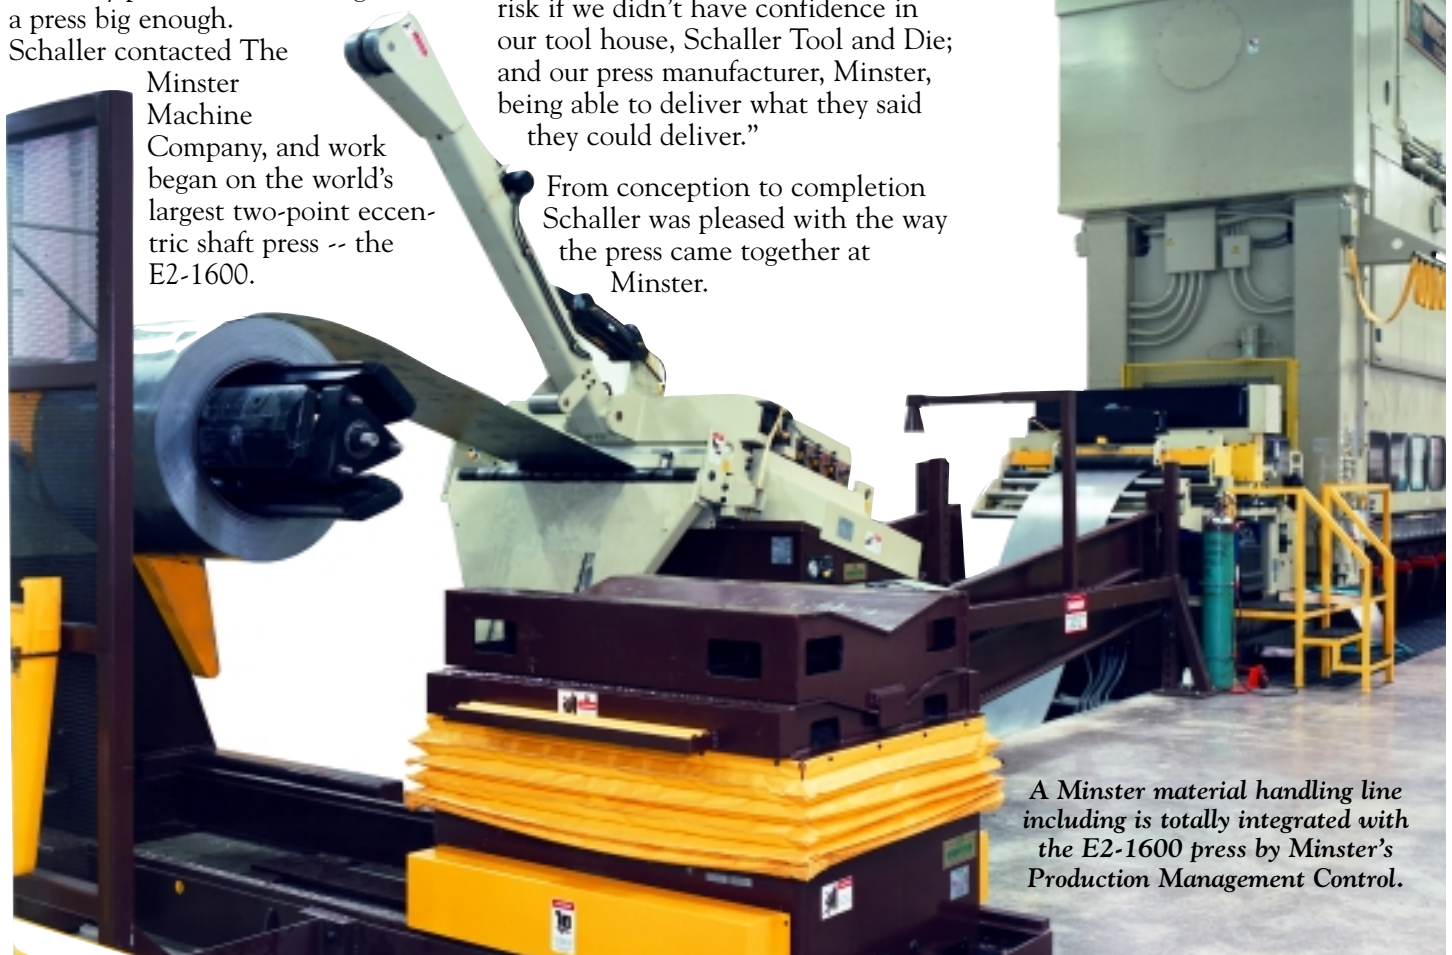 a press big enough.
Schaller contacted The
Minster
Machine
Company, and work
began on the world's
largest two-point eccen-
tric shaft press -- the
E2-1600.
risk if we didn't have confidence in
our tool house, Schaller Tool and Die;
and our press manufacturer, Minster,
being able to deliver what they said
they could deliver.”
From conception to completion
Schaller was pleased with the way
the press came together at
Minster.
A Minster material handling line
including is totally integrated with
the E2-1600 press by Minster's
Production Management Control.